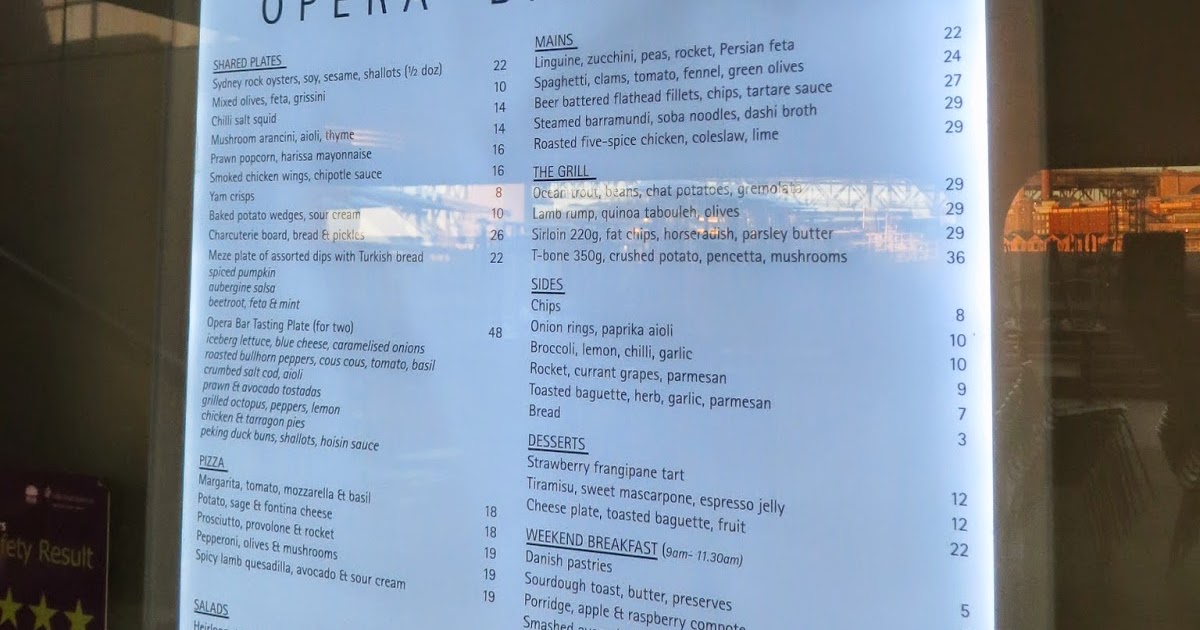 OPERA
SHARED PLATES
Sydney rock oysters, soy, sesame, shallots (½ doz) 22
Mixed olives, feta, grissini 10
Chilli salt squid 14
Mushroom arancini, aioli, thyme 14
Prawn popcorn, harissa mayonnaise 16
Smoked chicken wings, chipotle sauce 16
Yam crisps 8
Baked potato wedges, sour cream 10
Charcuterie board, bread & pickles 26
Meze plate of assorted dips with Turkish bread 22
spiced pumpkin
aubergine salsa
beetroot, feta & mint
Opera Bar Tasting Plate (for two) 48
iceberg lettuce, blue cheese, caramelised onions
roasted bullhorn peppers, cous cous, tomato, basil
crumbed salt cod, aioli
prawn & avocado tostadas
grilled octopus, peppers, lemon
chicken & tarragon pies
peking duck buns, shallots, hoisin sauce
PIZZA
Margarita, tomato, mozzarella & basil 18
Potato, sage & fontina cheese 18
Prosciutto, provolone & rocket 19
Pepperoni, olives & mushrooms 19
Spicy lamb quesadilla, avocado & sour cream 19
SALADS
MAINS
Linguine, zucchini, peas, rocket, Persian feta 22
Spaghetti, clams, tomato, fennel, green olives 24
Beer battered flathead fillets, chips, tartare sauce 27
Steamed barramundi, soba noodles, dashi broth 29
Roasted five-spice chicken, coleslaw, lime 29
THE GRILL
Ocean trout, beans, chat potatoes, gremolata 29
Lamb rump, quinoa tabouleh, olives 29
Sirloin 220g, fat chips, horseradish, parsley butter 29
T-bone 350g, crushed potato, pencetta, mushrooms 36
SIDES
Chips 8
Onion rings, paprika aioli 10
Broccoli, lemon, chilli, garlic 10
Rocket, currant grapes, parmesan 9
Toasted baguette, herb, garlic, parmesan 7
Bread 3
DESSERTS
Strawberry frangipane tart 12
Tiramisu, sweet mascarpone, espresso jelly 12
Cheese plate, toasted baguette, fruit 22
WEEKEND BREAKFAST (9am- 11.30am)
Danish pastries 5
Sourdough toast, butter, preserves
Porridge, apple & raspberry compote
Smashed
fety Result